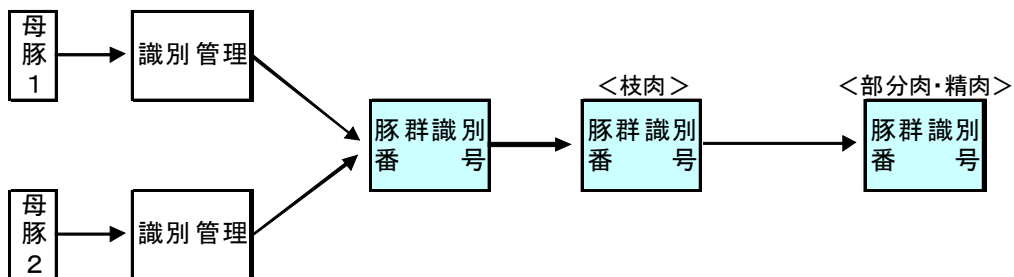 母
豚
1
識別管理
＜枝肉＞
＜部分肉・精肉＞
豚群識別
番　　号
豚群識別
番　　号
豚群識別
番　　号
母
豚
2
識別管理